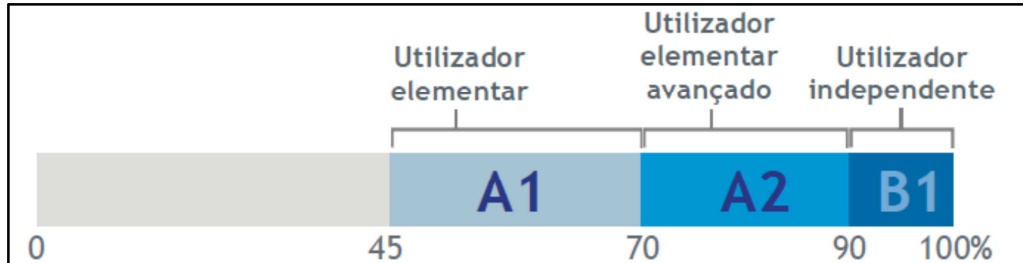 Utilizador
elementar
Utilizador
elementar
avançado
Utilizador
independente
A1
A2
B1
0
45
70
90
100%